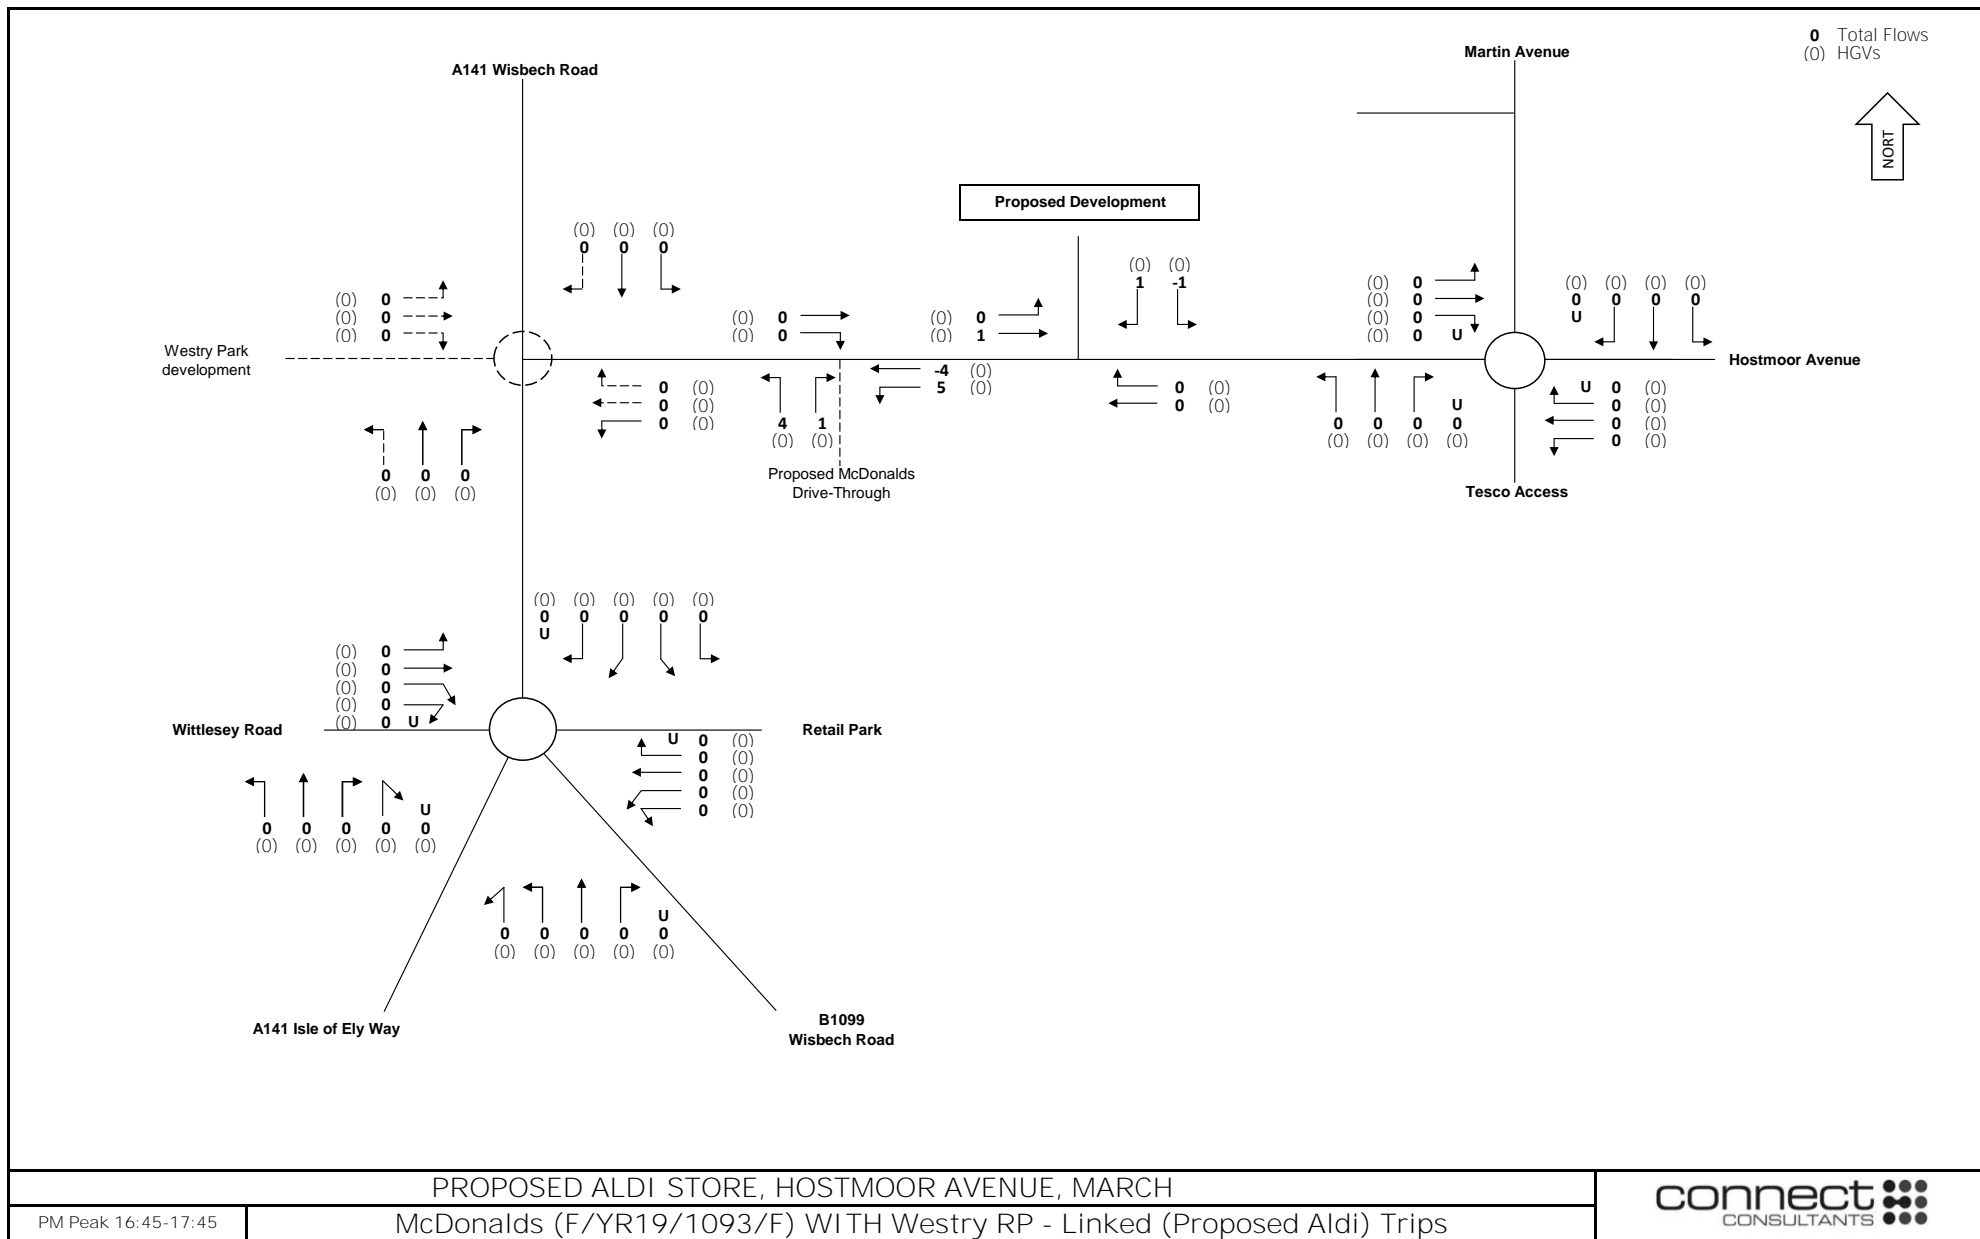 0 Total Flows
(0) HGVs
NORT
A141 Wisbech Road
Martin Avenue
Proposed Development
(0) (0) (0)
0 0 0
(0) 0
(0) 0
(0) 0
Westry Park
development
(0) 0
(0) 0
(0) 0
(0) 1
(0) (0)
1 -1
(0) 0
(0) 0
(0) 0
(0) 0 U
(0) (0) (0) (0)
0 0 0 0
U
Hostmoor Avenue
0 (0)
0 (0)
0 (0)
-4 (0)
5 (0)
4 1
(0) (0)
0 (0)
0 (0)
U
0 0 0 0
(0) (0) (0) (0)
U 0 (0)
0 (0)
0 (0)
0 (0)
0 0 0
(0) (0) (0)
Proposed McDonalds
Drive-Through
Tesco Access
(0) (0) (0) (0) (0)
0 0 0 0 0
U
(0) 0
(0) 0
(0) 0
(0) 0
(0) 0 U
Wittlesey Road
Retail Park
U 0 (0)
0 (0)
0 (0)
0 (0)
0 (0)
U
0 0 0 0 0
(0) (0) (0) (0) (0)
U
0 0 0 0 0
(0) (0) (0) (0) (0)
A141 Isle of Ely Way
B1099
Wisbech Road
PROPOSED ALDI STORE, HOSTMOOR AVENUE, MARCH
PM Peak 16:45-17:45
McDonalds (F/YR19/1093/F) WITH Westry RP - Linked (Proposed Aldi) Trips
connect
CONSULTANTS